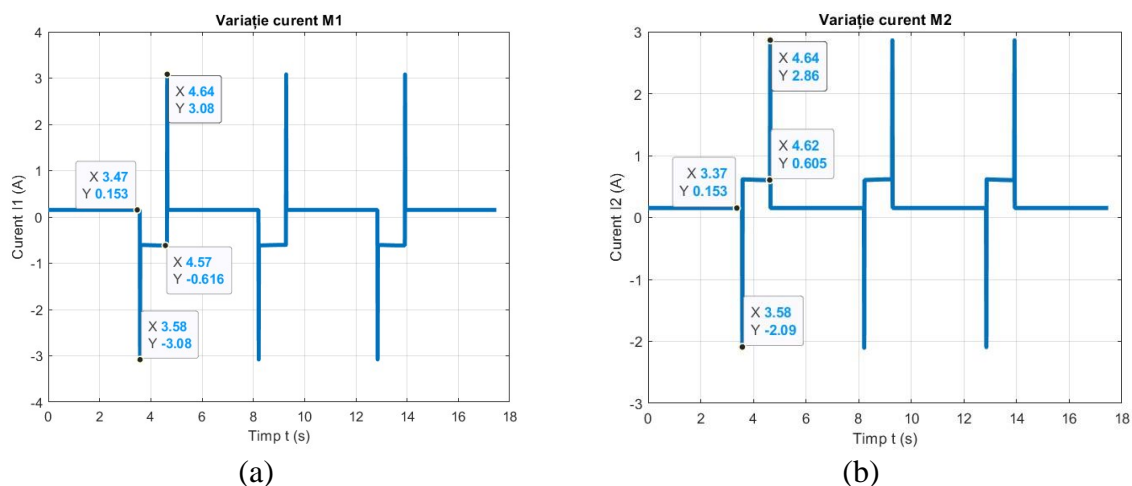 Variație curent M1
Curent I1 (A)
4
3
2
1
0
-1
-2
-3
-4
X 4.64
Y 3.08
X 3.47
Y 0.153
X 4.57
Y -0.616
X 3.58
Y -3.08
0 2 4 6 8 10 12 14 16 18
Timp t (s)
(a)
Variație curent M2
Curent I2 (A)
3
2
1
0
-1
-2
-3
X 4.64
Y 2.86
X 4.62
Y 0.605
X 3.37
Y 0.153
X 3.58
Y -2.09
0 2 4 6 8 10 12 14 16 18
Timp t (s)
(b)